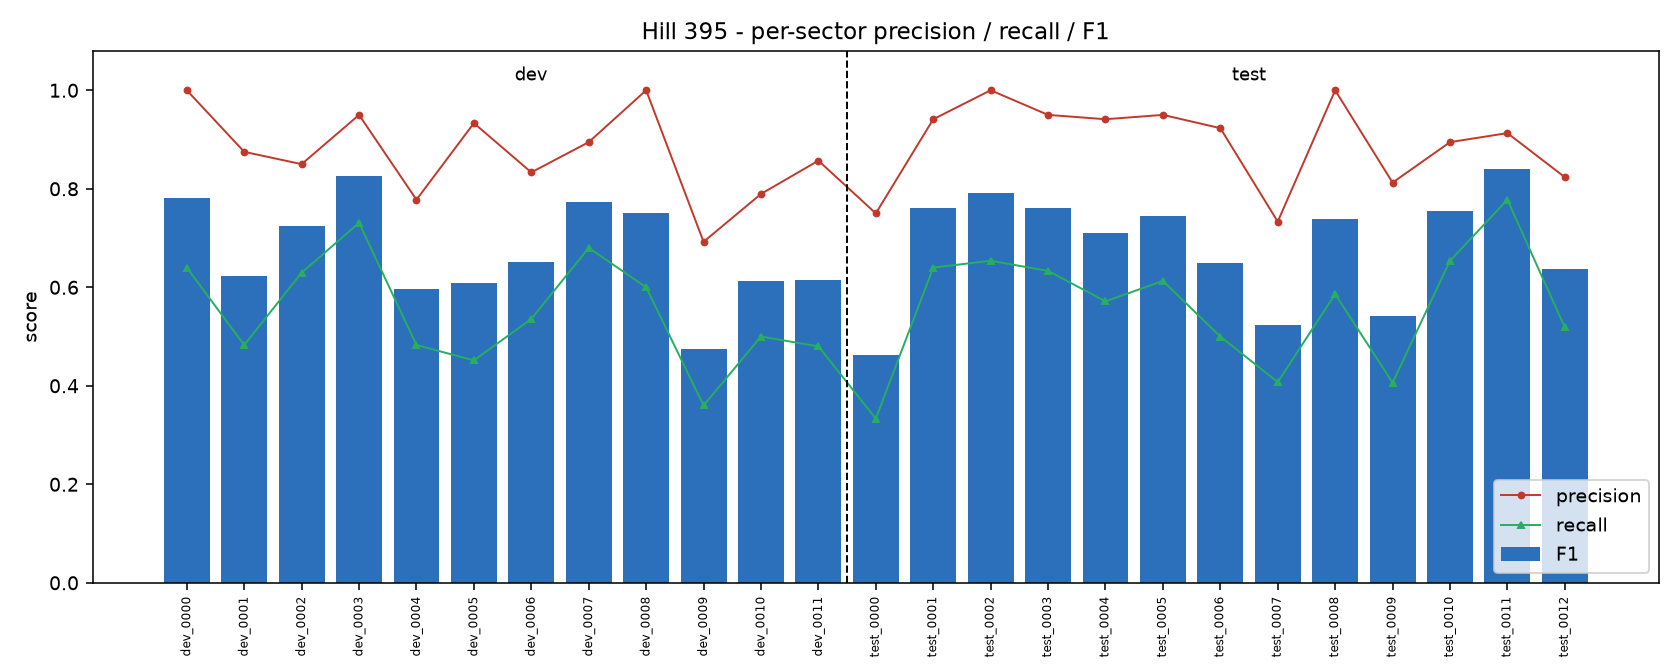 Hill 395 - per-sector precision / recall / F1
dev
test
score
1.0
0.8
0.6
0.4
0.2
0.0
precision
recall
F1
dev_0000
dev_0001
dev_0002
dev_0003
dev_0004
dev_0005
dev_0006
dev_0007
dev_0008
dev_0009
dev_0010
dev_0011
test_0000
test_0001
test_0002
test_0003
test_0004
test_0005
test_0006
test_0007
test_0008
test_0009
test_0010
test_0011
test_0012